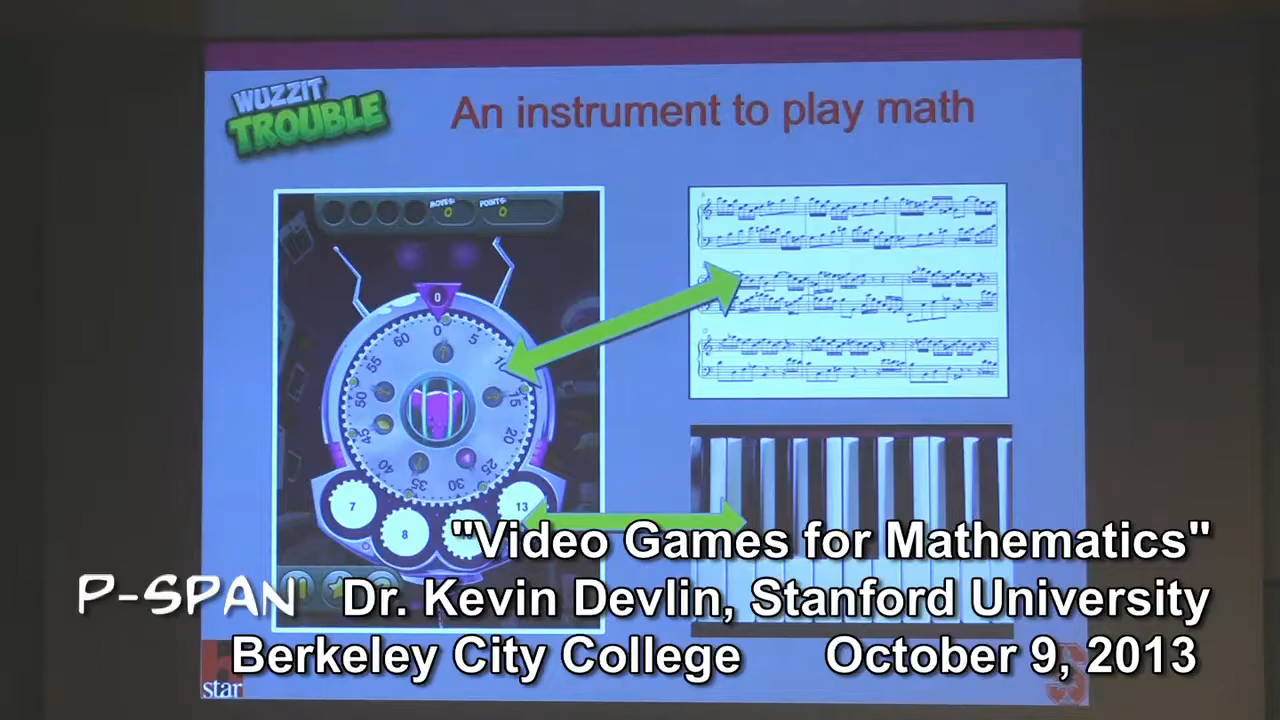 WUZZIT
TROUBLE
An instrument to play math
MOVES: POINTS:
0 0
0
0
5
15
20
25
30
35
40
45
50
55
60
7
8
13
"Video Games for Mathematics"
P-SPAN Dr. Kevin Devlin, Stanford University
Berkeley City College October 9, 2013
star